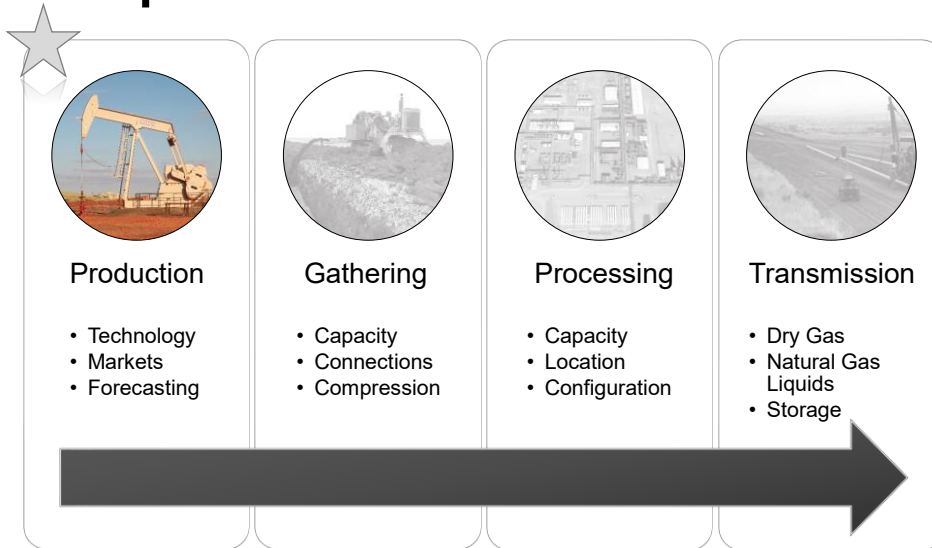 Production
• Technology
• Markets
• Forecasting
Gathering
• Capacity
• Connections
• Compression
Processing
• Capacity
• Location
• Configuration
Transmission
• Dry Gas
• Natural Gas
Liquids
• Storage